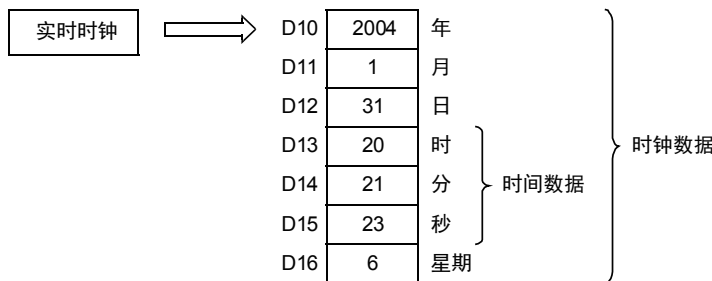 实时时钟 D10 2004 年
D11 1 月
D12 31 日
D13 20 时 时钟数据
D14 21 分 时间数据
D15 23 秒
D16 6 星期